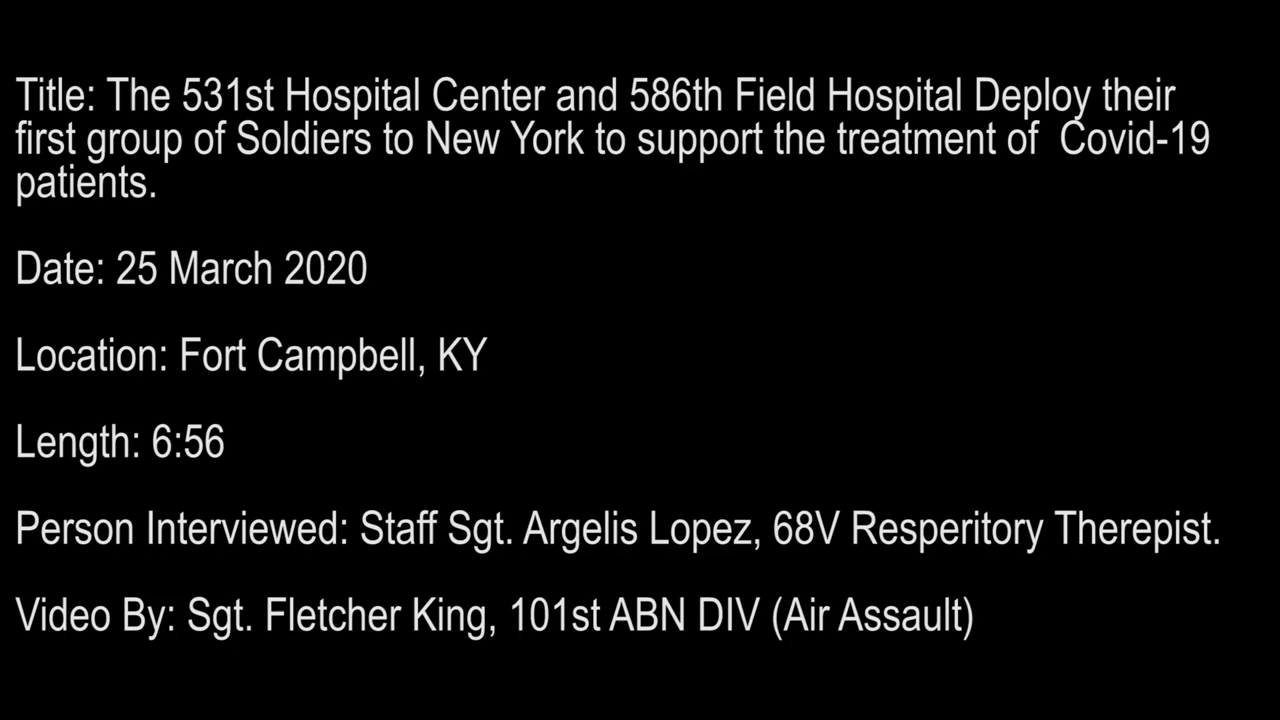 Title: The 531st Hospital Center and 586th Field Hospital Deploy their
first group of Soldiers to New York to support the treatment of  Covid-19
patients.
Date: 25 March 2020
Location: Fort Campbell, KY
Length: 6:56
Person Interviewed: Staff Sgt. Argelis Lopez, 68V Resperitory Therepist.
Video By: Sgt. Fletcher King, 101st ABN DIV (Air Assault)